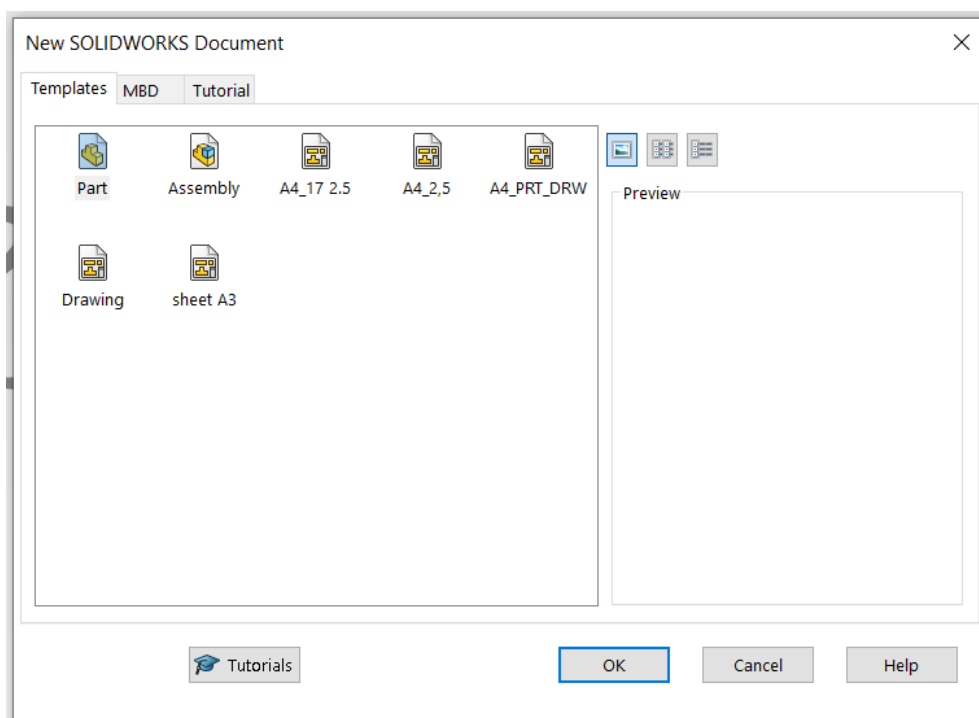 New SOLIDWORKS Document
Templates MBD Tutorial
Part Assembly A4_17 2.5 A4_2,5 A4_PRT_DRW
Preview
Drawing sheet A3
Tutorials OK Cancel Help